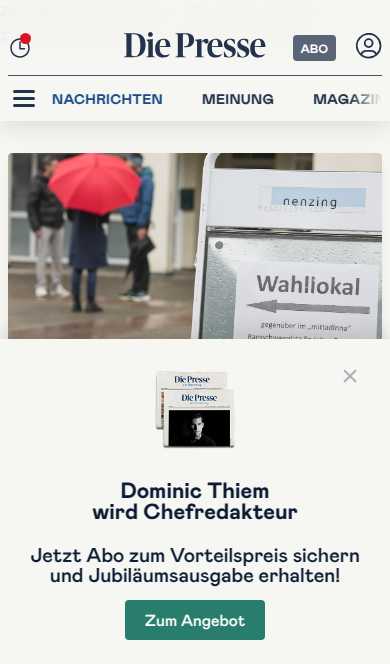 Die Presse
ABO
NACHRICHTEN MEINUNG MAGAZIN
nenzing
Wahllokal
gegenüber im „mittadinna"
Die Presse
Die Presse
Dominic Thiem
wird Chefredakteur
Jetzt Abo zum Vorteilspreis sichern
und Jubiläumsausgabe erhalten!
Zum Angebot